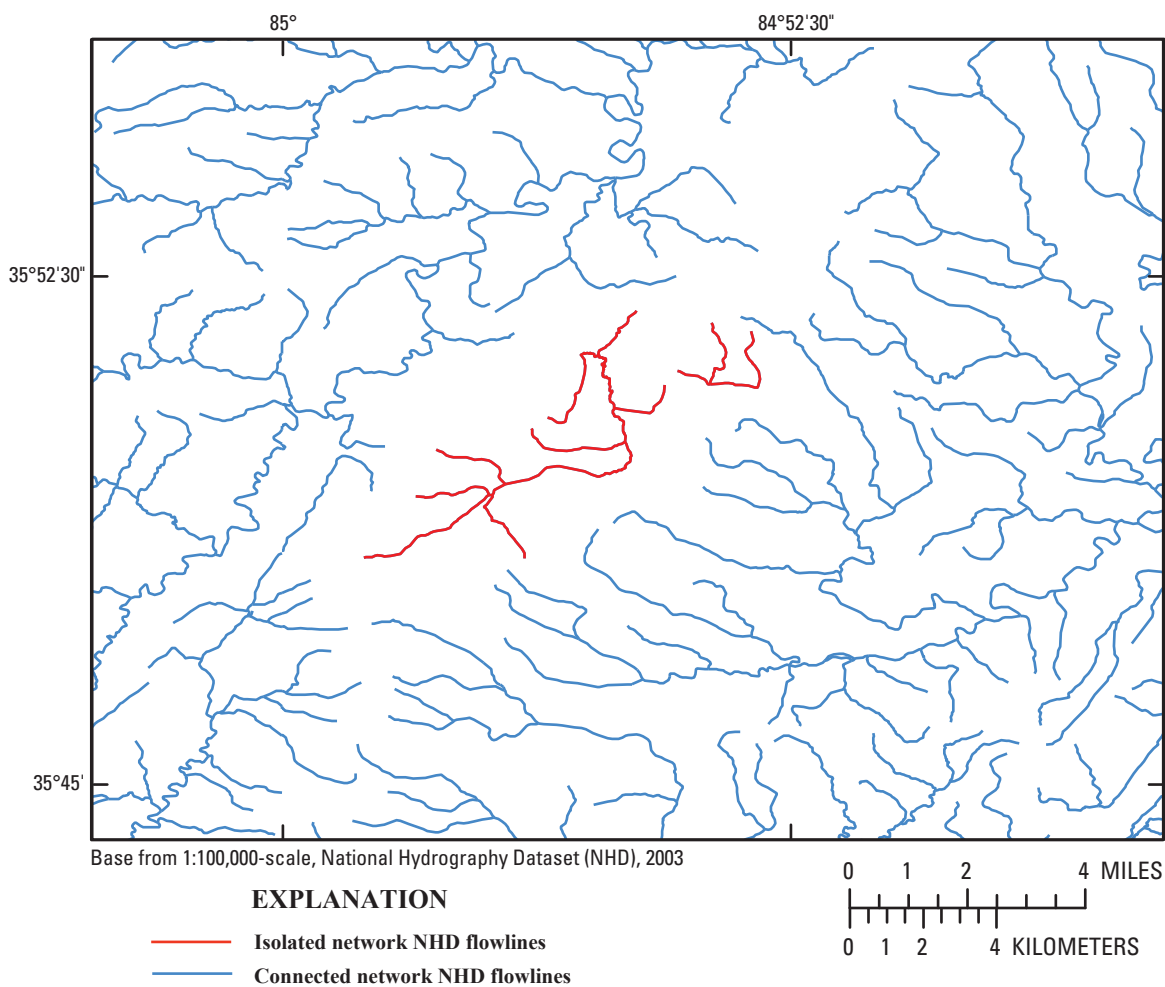 85°
84°52'30"
35°52'30"
35°45'
Base from 1:100,000-scale, National Hydrography Dataset (NHD), 2003
EXPLANATION
Isolated network NHD flowlines
Connected network NHD flowlines
0 1 2 4 MILES
0 1 2 4 KILOMETERS